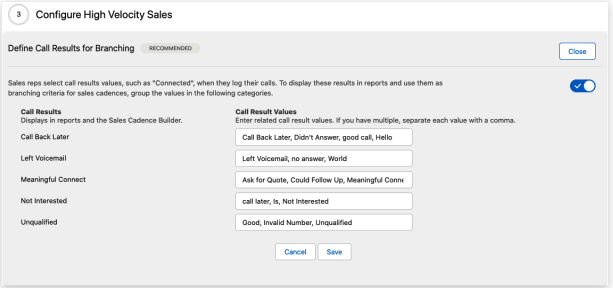 3 Configure High Velocity Sales
Define Call Results for Branching RECOMMENDED
Close
Sales reps select call results values, such as "Connected", when they log their calls. To display these results in reports and use them as
branching criteria for sales cadences, group the values in the following categories.
Call Results Call Result Values
Displays in reports and the Sales Cadence Builder. Enter related call result values. If you have multiple, separate each value with a comma.
Call Back Later Call Back Later, Didn't Answer, good call, Hello
Left Voicemail Left Voicemail, no answer, World
Meaningful Connect Ask for Quote, Could Follow Up, Meaningful Conne
Not Interested call later, Is, Not Interested
Unqualified Good, Invalid Number, Unqualified
Cancel Save